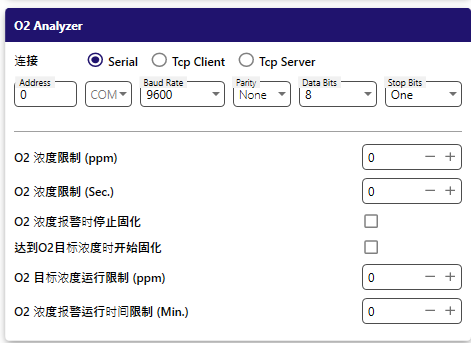 O2 Analyzer
连接 Serial Tcp Client Tcp Server
Address Baud Rate Parity Data Bits Stop Bits
0 COM 9600 None 8 One
O2 浓度限制 (ppm) 0
O2 浓度限制 (Sec.) 0
O2 浓度报警时停止固化
达到O2目标浓度时开始固化
O2 目标浓度运行限制 (ppm) 0
O2 浓度报警运行时间限制 (Min.) 0